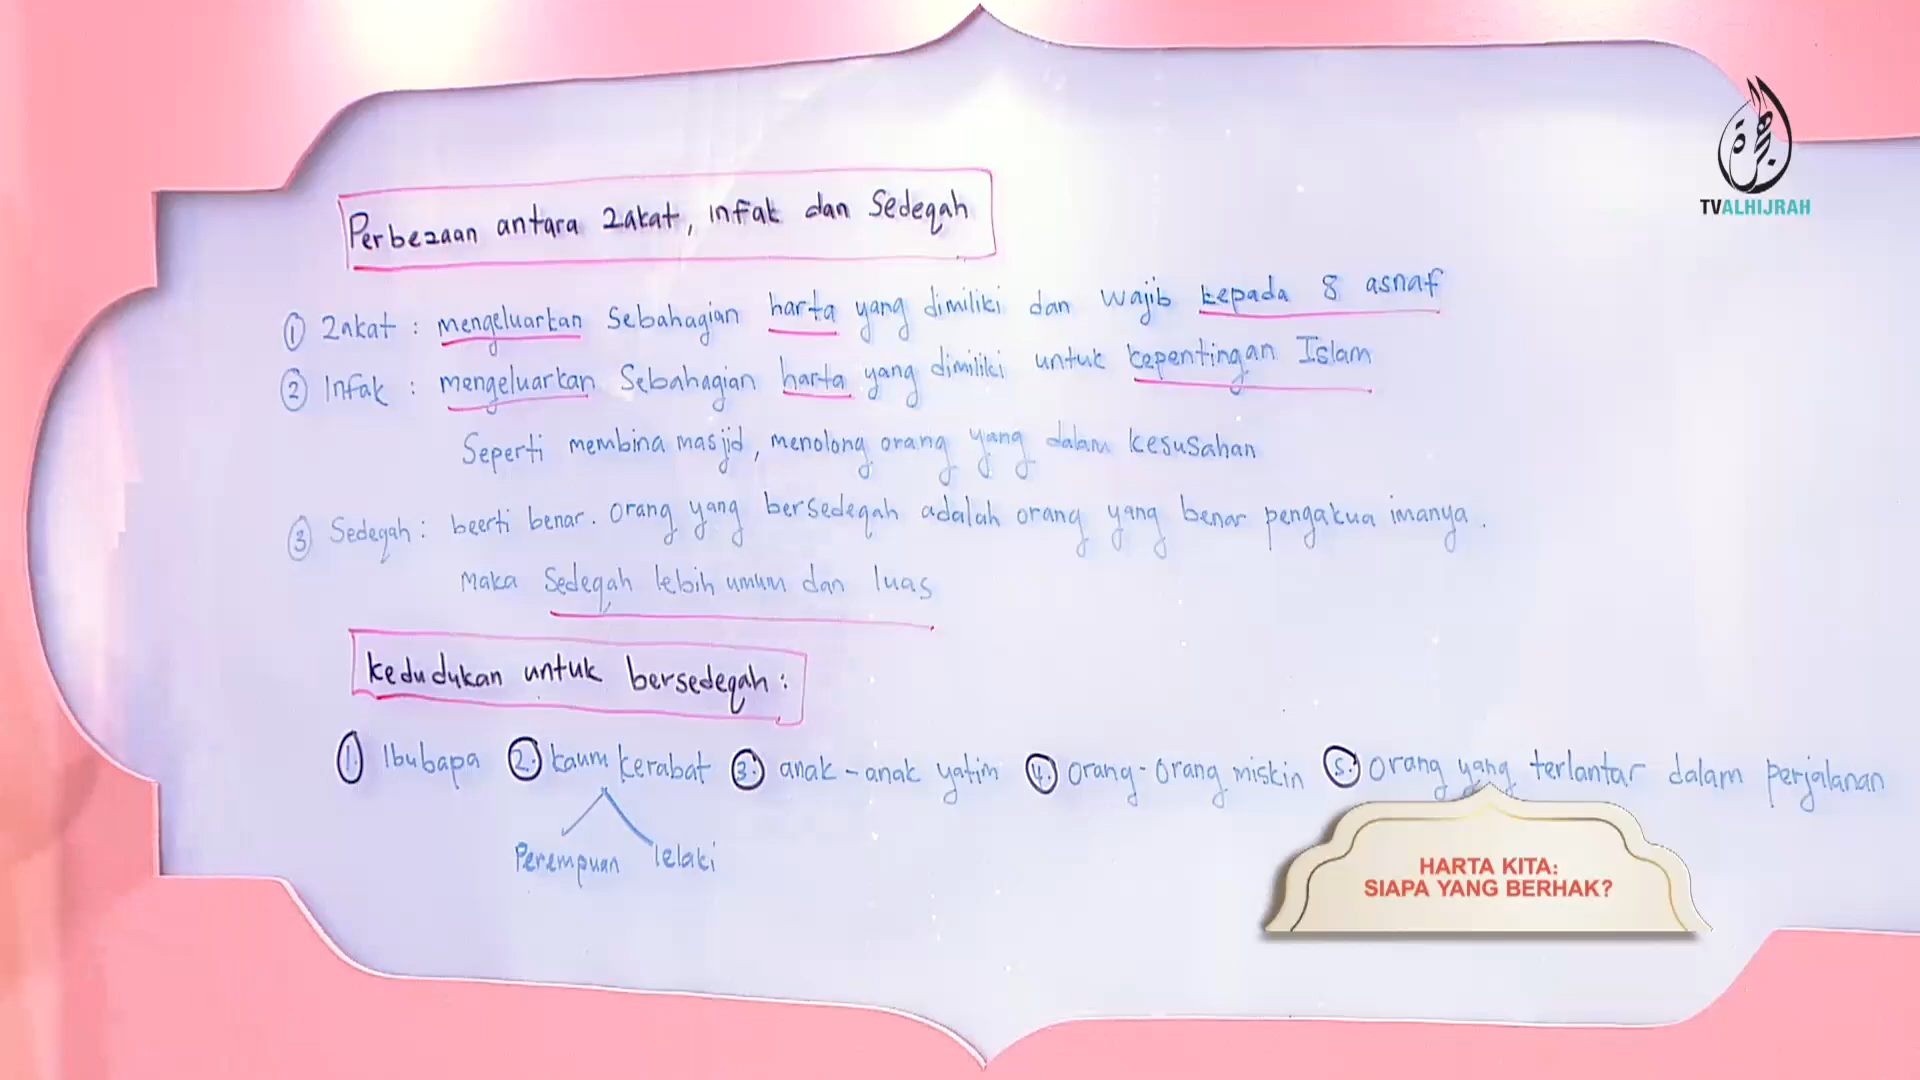 Perbezaan antara Zakat, infak dan Sedeqah
① Zakat : mengeluarkan Sebahagian harta yang dimiliki dan wajib kepada 8 asnaf
② Infak : mengeluarkan Sebahagian harta yang dimiliki untuk kepentingan Islam
Seperti membina masjid, menolong orang yang dalam kesusahan
③ Sedeqah : beerti benar. Orang yang bersedeqah adalah orang yang benar pengakua imanya.
Maka Sedeqah lebih umum dan luas
Kedudukan untuk bersedeqah :
①. Ibubapa ②. Kaum kerabat ③. anak-anak yatim ④. Orang-Orang miskin ⑤. Orang yang terlantar dalam perjalanan
Perempuan lelaki
هجرة
TVALHIJRAH
HARTA KITA:
SIAPA YANG BERHAK?